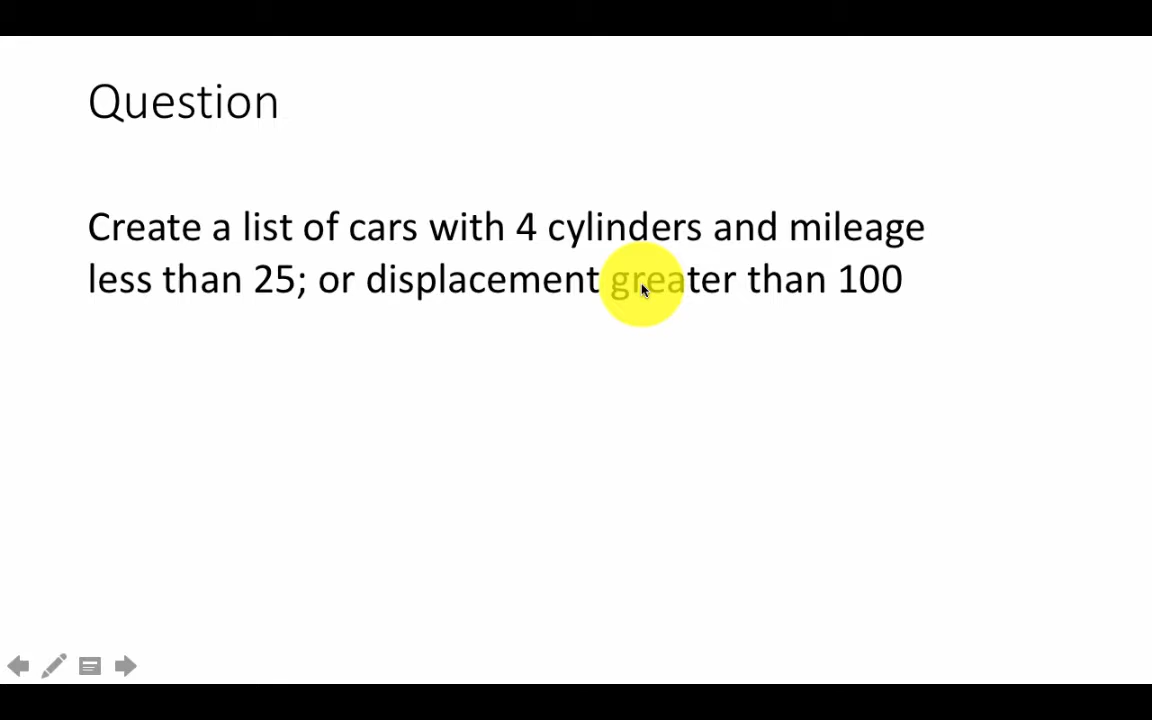 Question
Create a list of cars with 4 cylinders and mileage
less than 25; or displacement greater than 100